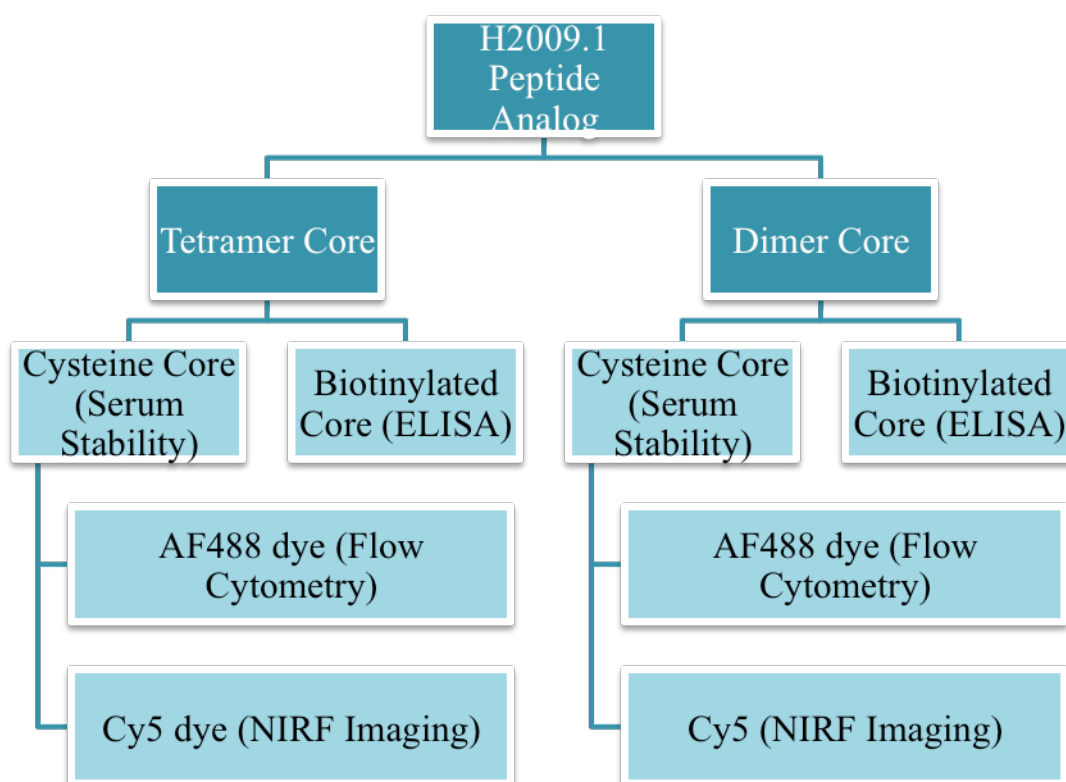 H2009.1
Peptide
Analog
Tetramer Core
Dimer Core
Cysteine Core
(Serum
Stability)
Biotinylated
Core (ELISA)
Cysteine Core
(Serum
Stability)
Biotinylated
Core (ELISA)
AF488 dye (Flow
Cytometry)
AF488 dye (Flow
Cytometry)
Cy5 dye (NIRF Imaging)
Cy5 (NIRF Imaging)